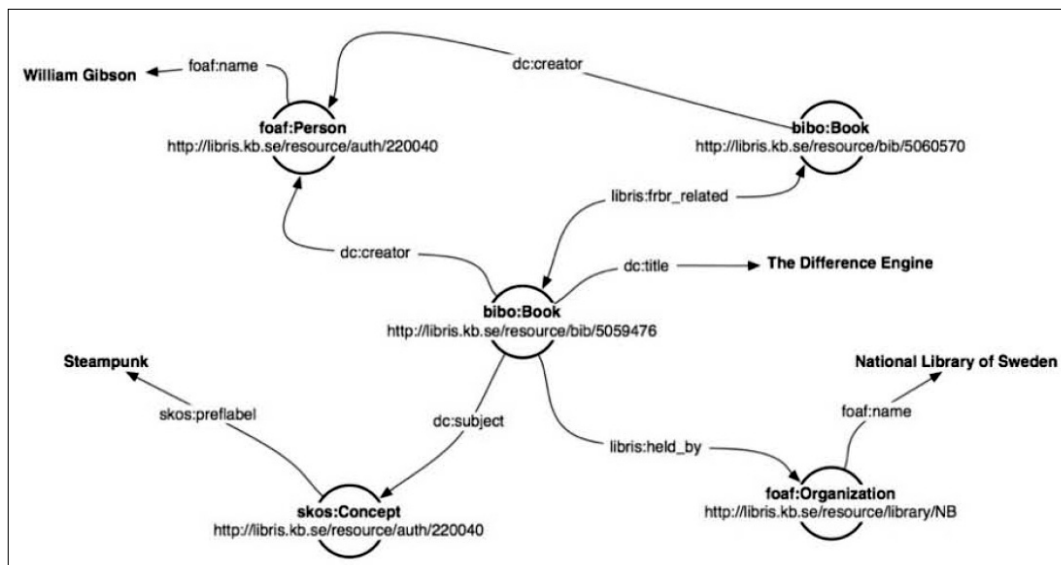 dc:creator
foaf:name
William Gibson
foaf:Person
http://libris.kb.se/resource/auth/220040
bibo:Book
http://libris.kb.se/resource/bib/5060570
libris:frbr_related
dc:creator
dc:title
The Difference Engine
bibo:Book
http://libris.kb.se/resource/bib/5059476
Steampunk
National Library of Sweden
skos:preflabel
dc:subject
foaf:name
libris:held_by
skos:Concept
http://libris.kb.se/resource/auth/220040
foaf:Organization
http://libris.kb.se/resource/library/NB